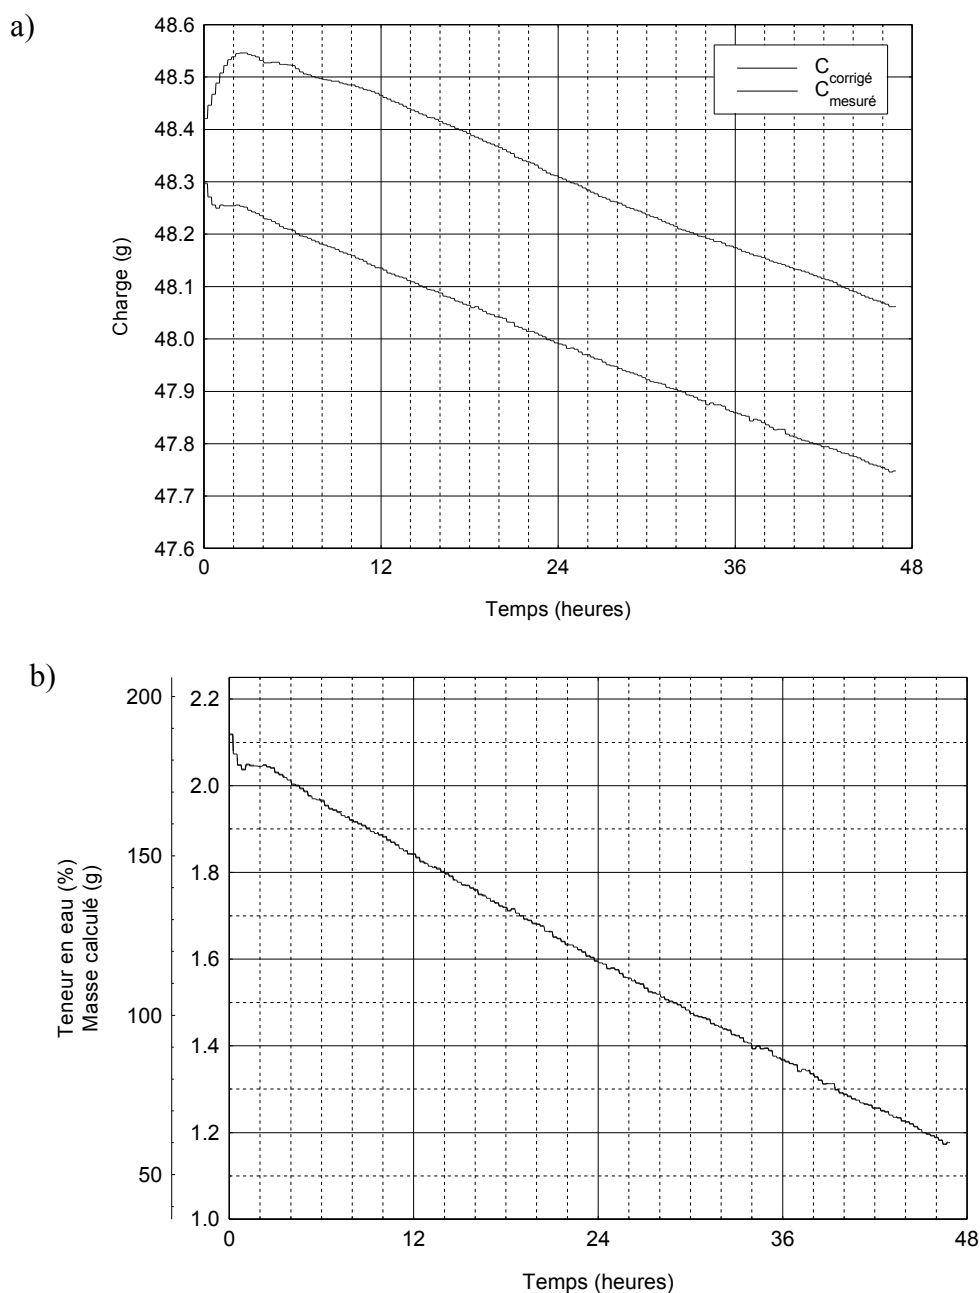 a)
48.6
48.5
48.4
48.3
48.2
48.1
48.0
47.9
47.8
47.7
47.6
Charge (g)
C corrigé
C mesuré
0 12 24 36 48
Temps (heures)
b)
200
150
100
50
2.2
2.0
1.8
1.6
1.4
1.2
1.0
Teneur en eau (%)
Masse calculé (g)
0 12 24 36 48
Temps (heures)